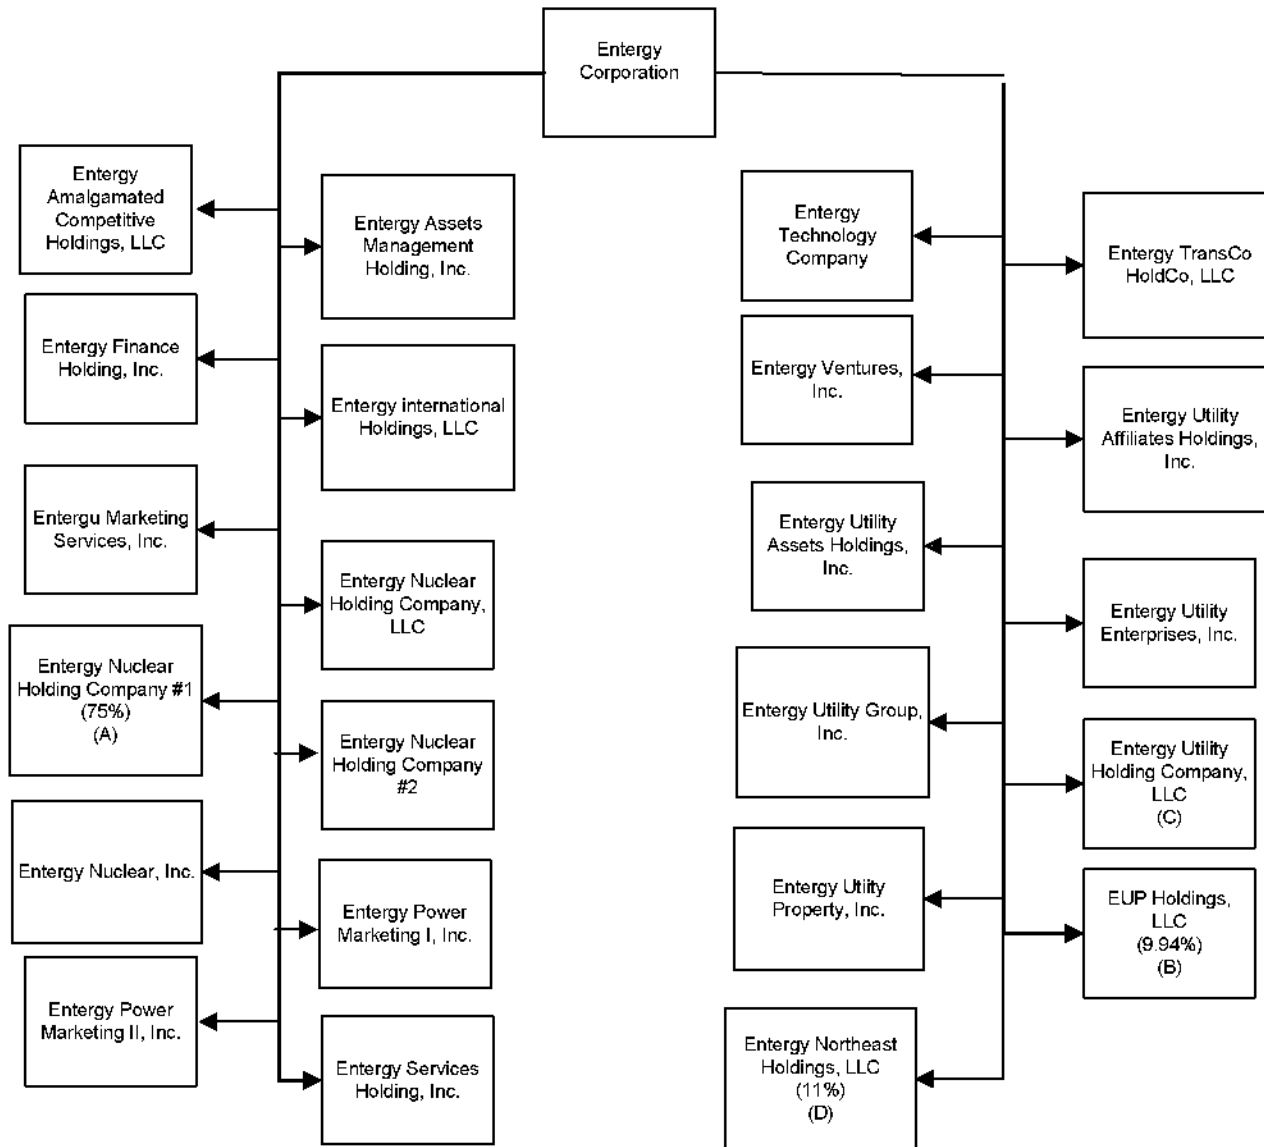 Entergy
Corporation
Entergy
Amalgamated
Competitive
Holdings, LLC
Entergy Assets
Management
Holding, Inc.
Entergy Finance
Holding, Inc.
Entergy international
Holdings, LLC
Entergu Marketing
Services, Inc.
Entergy Nuclear
Holding Company,
LLC
Entergy Nuclear
Holding Company #1
(75%)
(A)
Entergy Nuclear
Holding Company
#2
Entergy Nuclear, Inc.
Entergy Power
Marketing I, Inc.
Entergy Power
Marketing II, Inc.
Entergy Services
Holding, Inc.
Entergy
Technology
Company
Entergy TransCo
HoldCo, LLC
Entergy Ventures,
Inc.
Entergy Utility
Affiliates Holdings,
Inc.
Entergy Utility
Assets Holdings,
Inc.
Entergy Utility
Enterprises, Inc.
Entergy Utility Group,
Inc.
Entergy Utility
Holding Company,
LLC
(C)
Entergy Utiity
Property, Inc.
EUP Holdings,
LLC
(9.94%)
(B)
Entergy Northeast
Holdings, LLC
(11%)
(D)